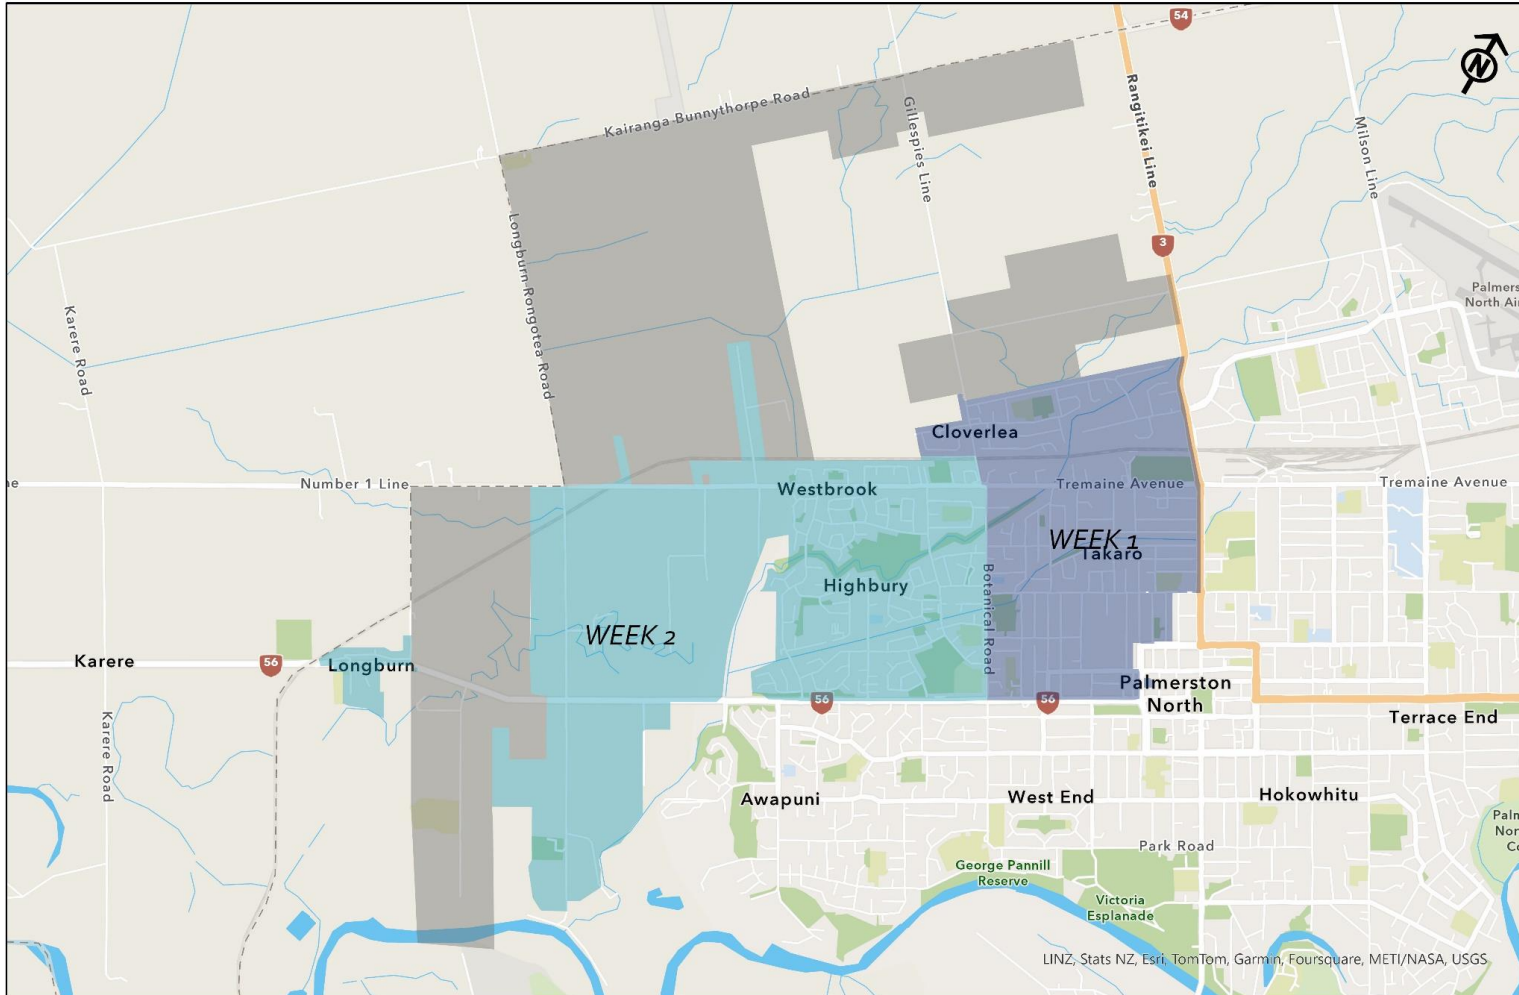 54
N
Kairanga Bunnythorpe Road
Gillespies Line
Rangitikei Line
Milson Line
Longburn Rongotea Road
3
Karere Road
Palmers
North Air
Cloverlea
Number 1 Line
Westbrook
Tremaine Avenue
Tremaine Avenue
WEEK 1
Takaro
Highbury
Botanical Road
WEEK 2
Karere
56
Longburn
Palmerston
North
56
56
Terrace End
Karere Road
Awapuni
West End
Hokowhitu
Park Road
George Pannill
Reserve
Victoria
Esplanade
LINZ, Stats NZ, Esri, TomTom, Garmin, Foursquare, METI/NASA, USGS